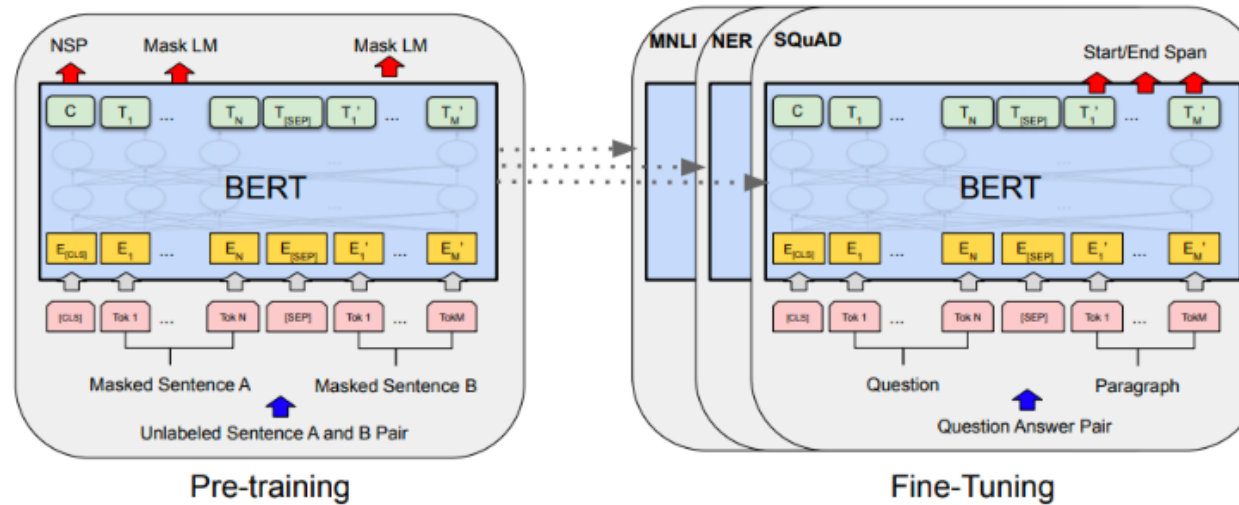 NSP Mask LM Mask LM
C T1 ... TN T[SEP] T1' ... TM'
...
...
BERT
E[CLS] E1 ... EN E[SEP] E1' ... EM'
[CLS] Tok 1 ... Tok N [SEP] Tok 1 ... TokM
Masked Sentence A Masked Sentence B
Unlabeled Sentence A and B Pair
Pre-training
MNLI NER SQuAD
Start/End Span
C T1 ... TN T[SEP] T1' ... TM'
...
...
BERT
E[CLS] E1 ... EN E[SEP] E1' ... EM'
[CLS] Tok 1 ... Tok N [SEP] Tok 1 ... TokM
Question Paragraph
Question Answer Pair
Fine-Tuning